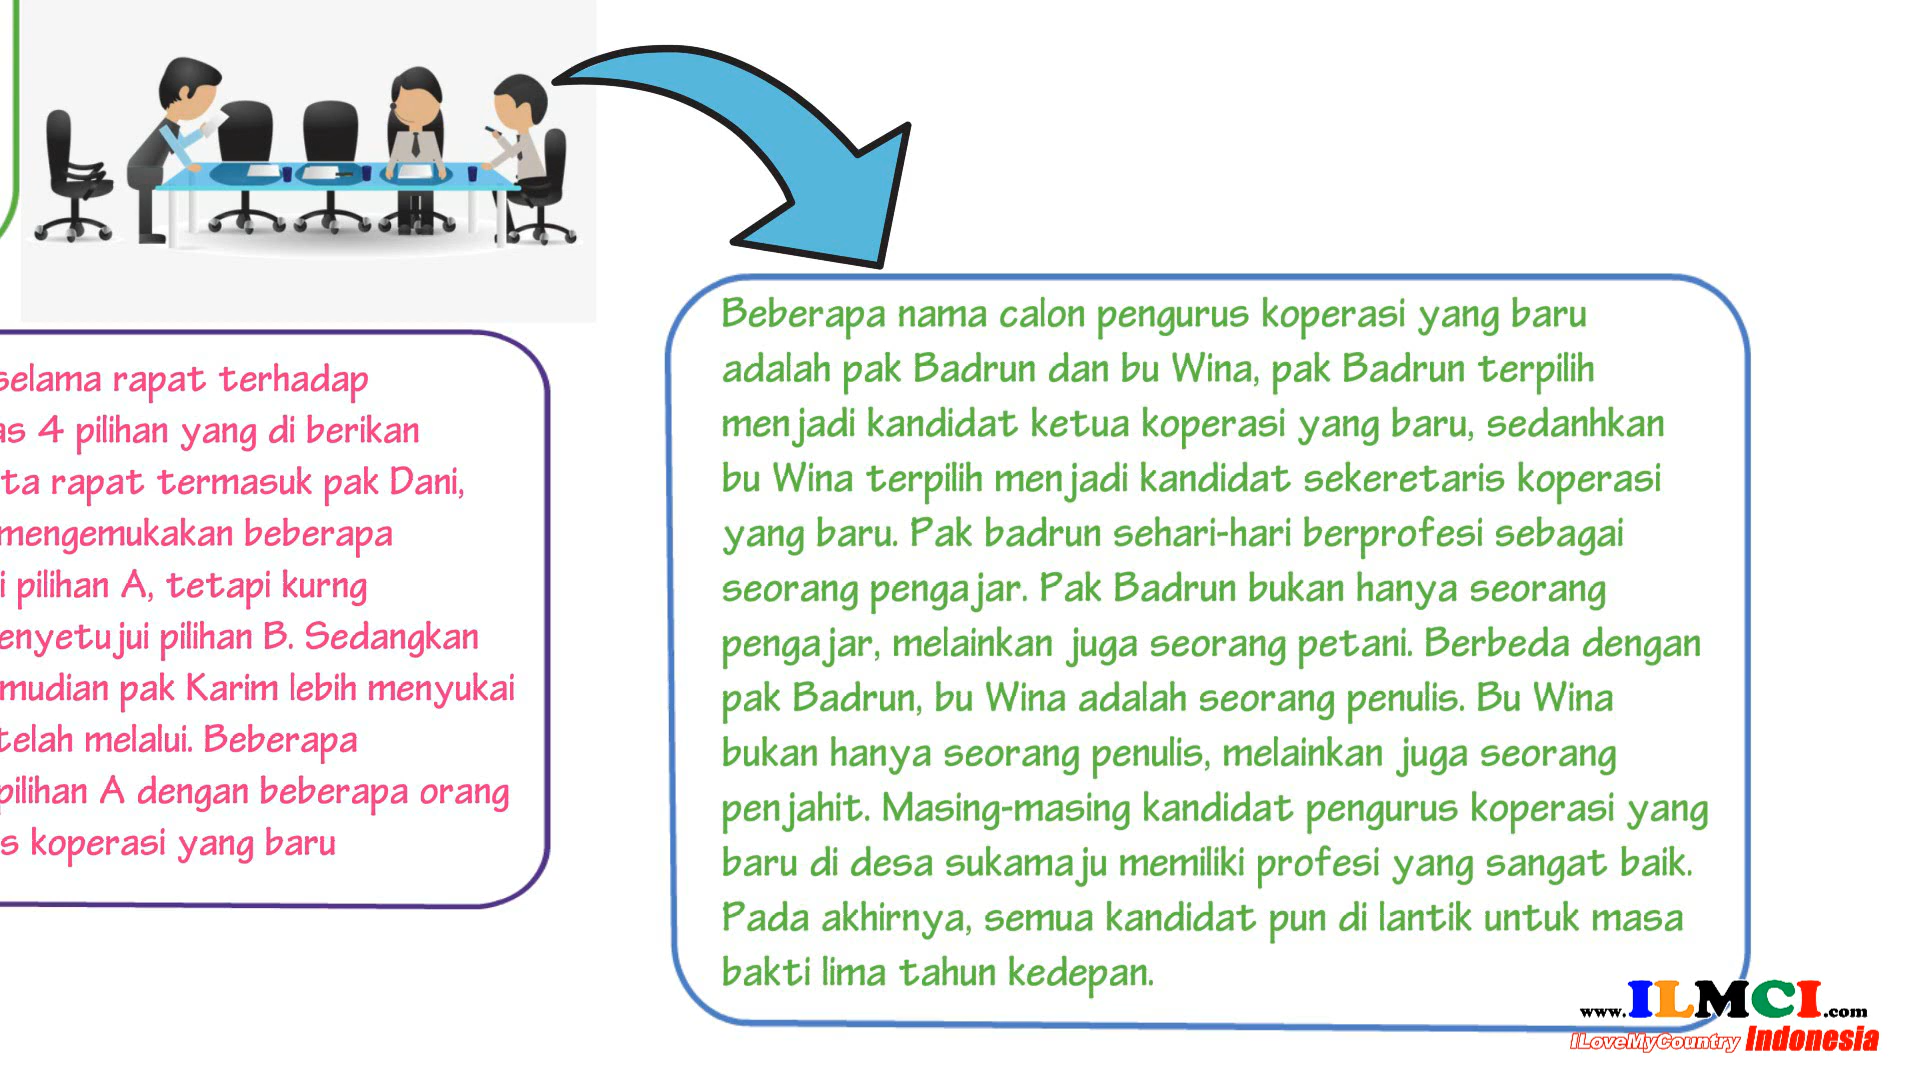 selama rapat terhadap
as 4 pilihan yang di berikan
ta rapat termasuk pak Dani,
mengemukakan beberapa
i pilihan A, tetapi kurng
enyetujui pilihan B. Sedangkan
mudian pak Karim lebih menyukai
telah melalui. Beberapa
pilihan A dengan beberapa orang
s koperasi yang baru
Beberapa nama calon pengurus koperasi yang baru
adalah pak Badrun dan bu Wina, pak Badrun terpilih
menjadi kandidat ketua koperasi yang baru, sedanhkan
bu Wina terpilih menjadi kandidat sekeretaris koperasi
yang baru. Pak badrun sehari-hari berprofesi sebagai
seorang pengajar. Pak Badrun bukan hanya seorang
pengajar, melainkan juga seorang petani. Berbeda dengan
pak Badrun, bu Wina adalah seorang penulis. Bu Wina
bukan hanya seorang penulis, melainkan juga seorang
penjahit. Masing-masing kandidat pengurus koperasi yang
baru di desa sukamaju memiliki profesi yang sangat baik.
Pada akhirnya, semua kandidat pun di lantik untuk masa
bakti lima tahun kedepan.
www.ILMCI.com
ILoveMyCountry Indonesia